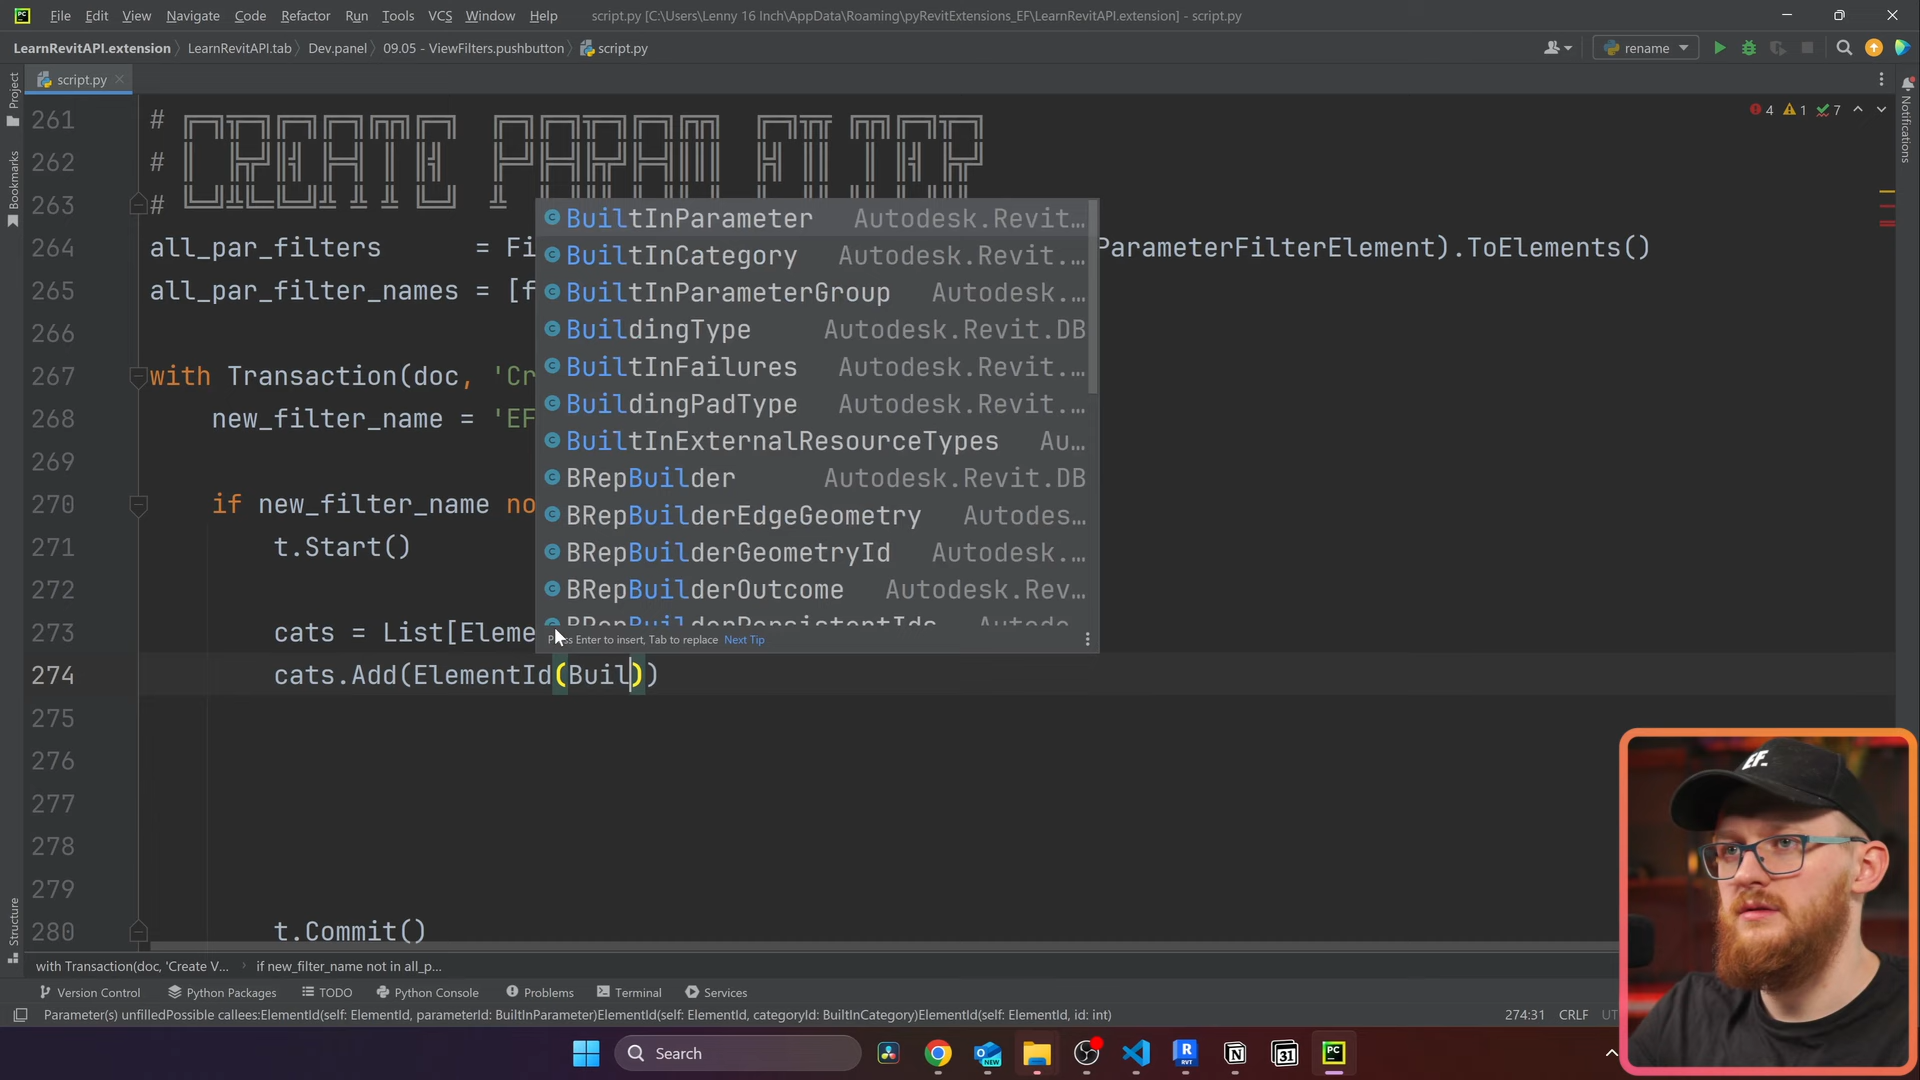 File Edit View Navigate Code Refactor Run Tools VCS Window Help script.py [C:\Users\Lenny 16 Inch\AppData\Roaming\pyRevitExtensions_EF\LearnRevitAPI.extension] - script.py
LearnRevitAPI.extension LearnRevitAPI.tab Dev.panel 09.05 - ViewFilters.pushbutton script.py rename
script.py
Project
Bookmarks
Structure
Notifications
4 1 7
261 #
262 #
263 #
264 all_par_filters = Fi ParameterFilterElement).ToElements()
265 all_par_filter_names = [f
266
267 with Transaction(doc, 'Cr
268 new_filter_name = 'EF
269
270 if new_filter_name no
271 t.Start()
272
273 cats = List[Eleme
274 cats.Add(ElementId(Buil))
275
276
277
278
279
280 t.Commit()
BuiltInParameter Autodesk.Revit...
BuiltInCategory Autodesk.Revit....
BuiltInParameterGroup Autodesk....
BuildingType Autodesk.Revit.DB
BuiltInFailures Autodesk.Revit....
BuildingPadType Autodesk.Revit....
BuiltInExternalResourceTypes Au...
BRepBuilder Autodesk.Revit.DB
BRepBuilderEdgeGeometry Autodes...
BRepBuilderGeometryId Autodesk....
BRepBuilderOutcome Autodesk.Rev...
BRepBuilderPersistentIds Autode...
Enter to insert, Tab to replace Next Tip
with Transaction(doc, 'Create V... if new_filter_name not in all_p...
Version Control Python Packages TODO Python Console Problems Terminal Services
Parameter(s) unfilledPossible callees:ElementId(self: ElementId, parameterId: BuiltInParameter)ElementId(self: ElementId, categoryId: BuiltInCategory)ElementId(self: ElementId, id: int) 274:31 CRLF UT
Search
NEW
RVT
31
PC
EF.